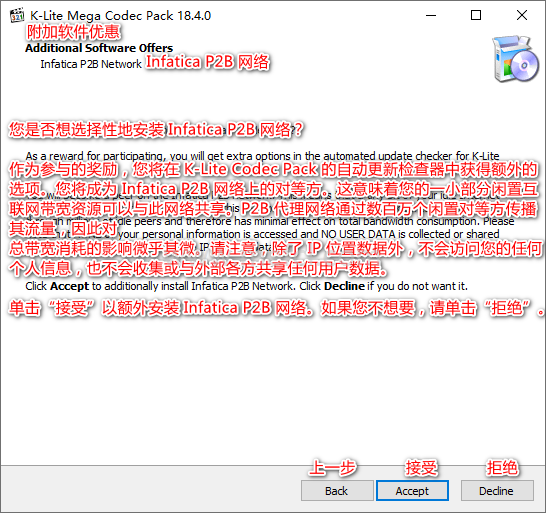 K-Lite Mega Codec Pack 18.4.0
附加软件优惠
Additional Software Offers
Infatica P2B Network Infatica P2B 网络
您是否想选择性地安装 Infatica P2B 网络？
As a reward for participating, you will get extra options in the automated update checker for K-Lite
作为参与的奖励，您将在 K-Lite Codec Pack 的自动更新检查器中获得额外的
选项。您将成为 Infatica P2B 网络上的对等方。这意味着您的一小部分闲置互
联网带宽资源可以与此网络共享。P2B 代理网络通过数百万个闲置对等方传播
其流量，因此对
peers and therefore has minimal effect on total bandwidth consumption. Please
your personal information is accessed and NO USER DATA is collected or shared
总带宽消耗的影响微乎其微。请注意，除了 IP 位置数据外，不会访问您的任何
个人信息，也不会收集或与外部各方共享任何用户数据。
Click Accept to additionally install Infatica P2B Network. Click Decline if you do not want it.
单击“接受”以额外安装 Infatica P2B 网络。如果您不想要，请单击“拒绝”。
上一步 接受 拒绝
Back Accept Decline